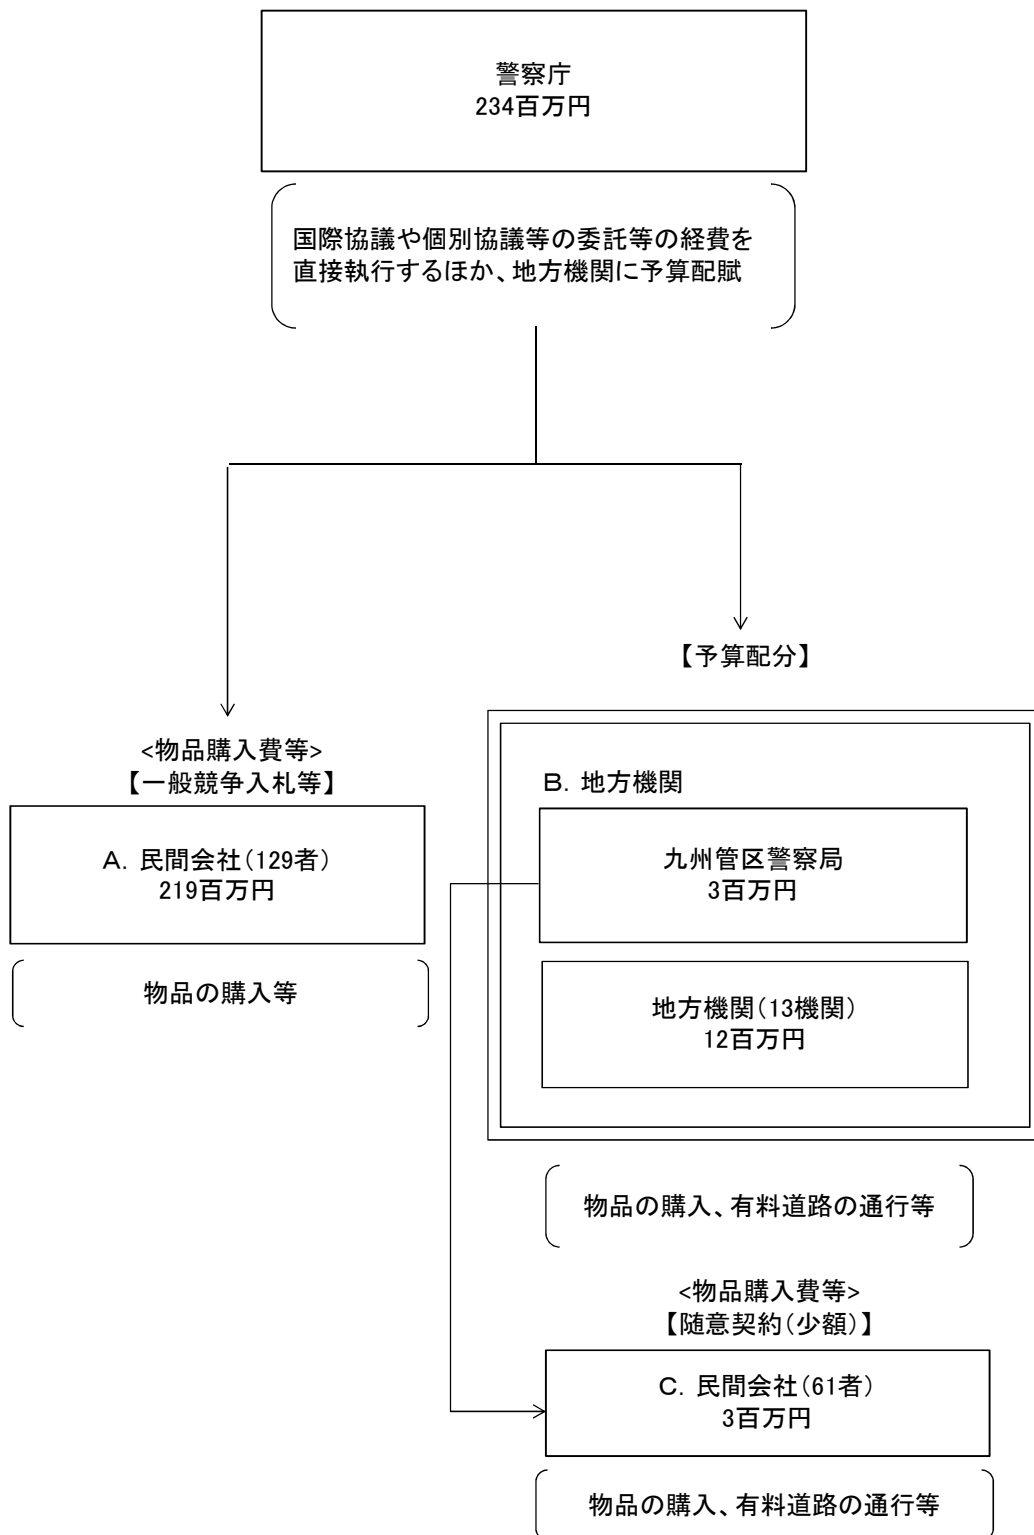 警察庁
234百万円
国際協議や個別協議等の委託等の経費を
直接執行するほか、地方機関に予算配賦
【予算配分】
<物品購入費等>
【一般競争入札等】
A. 民間会社(129者)
219百万円
物品の購入等
B. 地方機関
九州管区警察局
3百万円
地方機関(13機関)
12百万円
物品の購入、有料道路の通行等
<物品購入費等>
【随意契約(少額)】
C. 民間会社(61者)
3百万円
物品の購入、有料道路の通行等